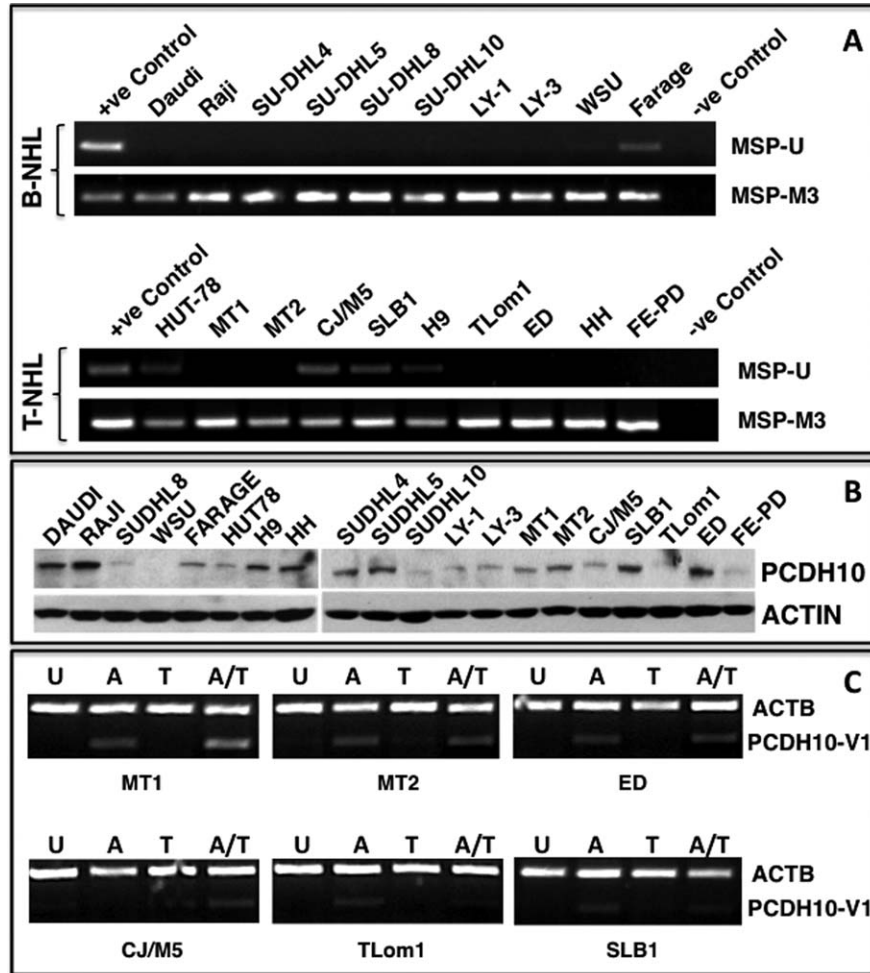 A
+ve Control Daudi Raji SU-DHL4 SU-DHL5 SU-DHL8 SU-DHL10 LY-1 LY-3 WSU Farage -ve Control
B-NHL
MSP-U
MSP-M3
+ve Control HUT-78 MT1 MT2 CJ/M5 SLB1 H9 TLom1 ED HH FE-PD -ve Control
T-NHL
MSP-U
MSP-M3
B
DAUDI RAJI SUDHL8 WSU FARAGE HUT78 H9 HH SUDHL4 SUDHL5 SUDHL10 LY-1 LY-3 MT1 MT2 CJ/M5 SLB1 TLom1 ED FE-PD
PCDH10
ACTIN
C
U A T A/T U A T A/T U A T A/T
ACTB
PCDH10-V1
MT1 MT2 ED
U A T A/T U A T A/T U A T A/T
ACTB
PCDH10-V1
CJ/M5 TLom1 SLB1